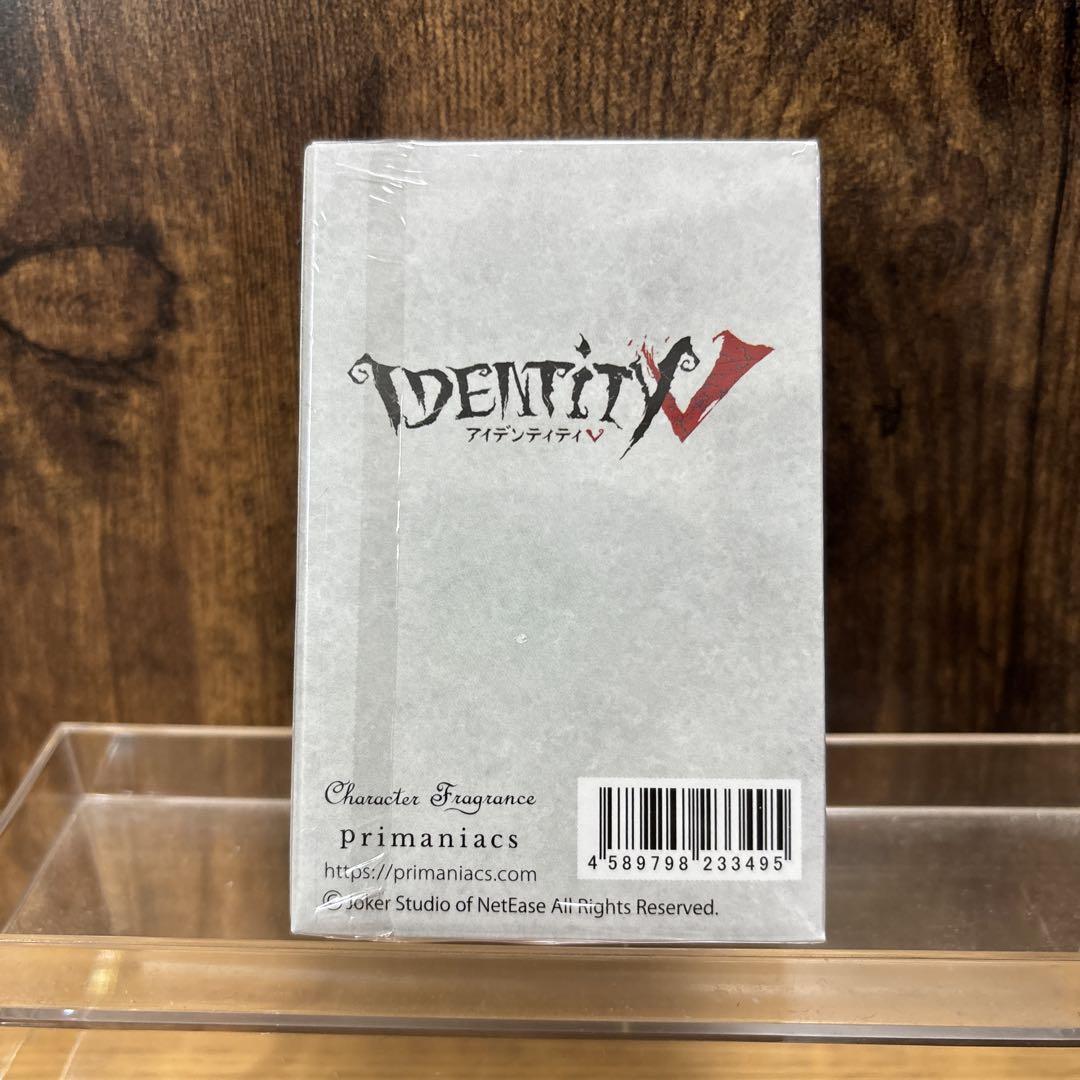 IDENTITY V
アイデンティティV
Character Fragrance
primaniacs
https://primaniacs.com
4 589798 233495
© Joker Studio of NetEase All Rights Reserved.